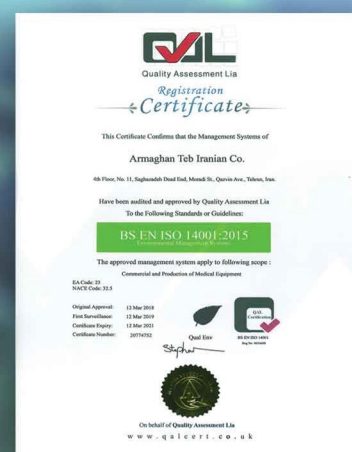 QAL
Quality Assessment Lia
Registration
Certificate
This Certificate Confirms that the Management Systems of
Armaghan Teb Iranian Co.
4th Floor, No. 11, Saghazadeh Dead End, Moradi St., Qazvin Ave., Tehran, Iran.
Have been audited and approved by Quality Assessment Lia
To the Following Standards or Guidelines:
BS EN ISO 14001:2015
Environmental Management Systems
The approved management system apply to following scope :
Commercial and Production of Medical Equipment
EA Code: 23
NACE Code: 32.5
Original Approval: 12 Mar 2018
First Surveillance: 12 Mar 2019
Certificate Expiry: 12 Mar 2021
Certificate Number: 20774752
Qual Env
QAL
Certification
BS EN ISO 14001
On behalf of Quality Assessment Lia
www.qalcert.co.uk